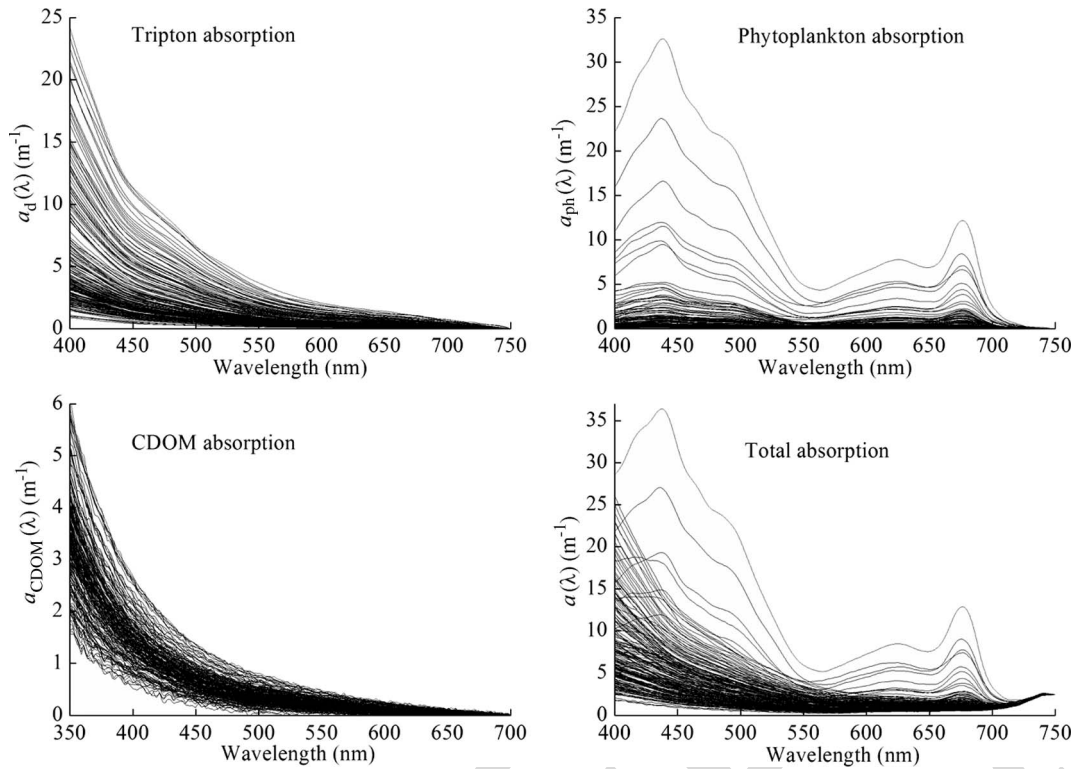 Tripton absorption
25
20
15
10
5
0
a_d(λ) (m⁻¹)
400 450 500 550 600 650 700 750
Wavelength (nm)
Phytoplankton absorption
35
30
25
20
15
10
5
0
a_ph(λ) (m⁻¹)
400 450 500 550 600 650 700 750
Wavelength (nm)
CDOM absorption
6
5
4
3
2
1
0
a_CDOM(λ) (m⁻¹)
350 400 450 500 550 600 650 700
Wavelength (nm)
Total absorption
35
30
25
20
15
10
5
0
a(λ) (m⁻¹)
400 450 500 550 600 650 700 750
Wavelength (nm)